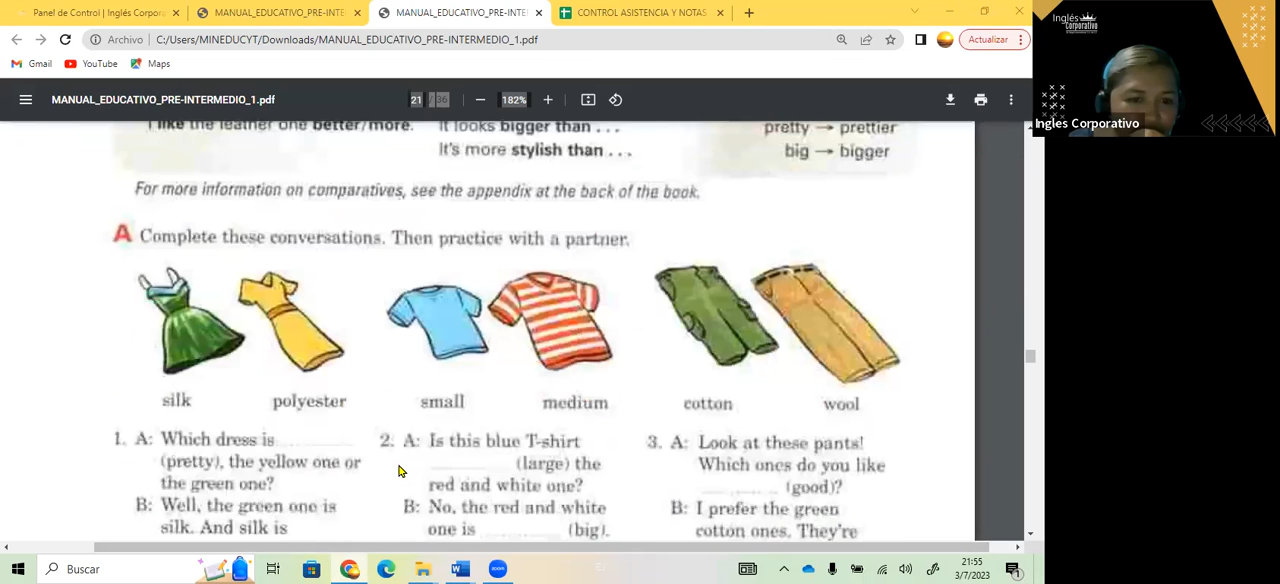 Panel de Control | Inglés Corpora
MANUAL_EDUCATIVO_PRE-INTE
MANUAL_EDUCATIVO_PRE-INTE
CONTROL ASISTENCIA Y NOTAS
Archivo
C:/Users/MINEDUCYT/Downloads/MANUAL_EDUCATIVO_PRE-INTERMEDIO_1.pdf
Actualizar
Gmail
YouTube
Maps
MANUAL_EDUCATIVO_PRE-INTERMEDIO_1.pdf
21 / 36
182%
I like the leather one better/more. It looks bigger than . . .
It's more stylish than . . .
pretty → prettier
big → bigger
For more information on comparatives, see the appendix at the back of the book.
A Complete these conversations. Then practice with a partner.
silk polyester small medium cotton wool
1. A: Which dress is
(pretty), the yellow one or
the green one?
B: Well, the green one is
silk. And silk is
2. A: Is this blue T-shirt
(large) the
red and white one?
B: No, the red and white
one is (big).
3. A: Look at these pants!
Which ones do you like
(good)?
B: I prefer the green
cotton ones. They're
Inglés
Corporativo
Ingles Corporativo
Buscar
21:55
3/7/2023